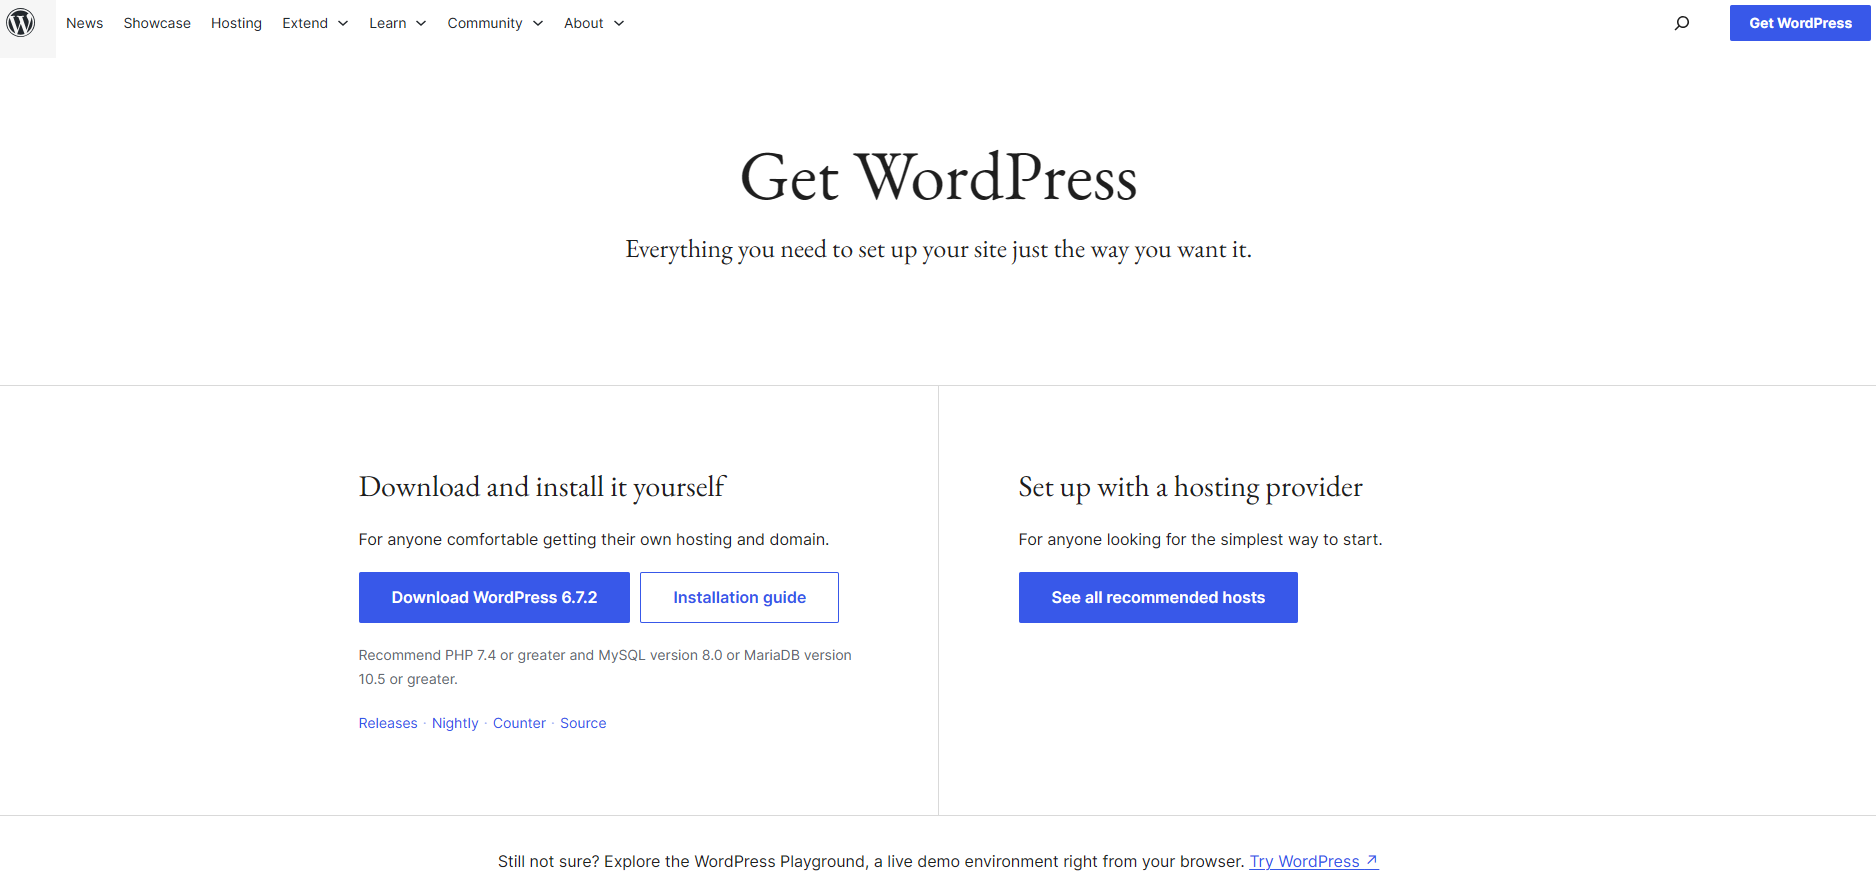 News Showcase Hosting Extend Learn Community About Get WordPress
Get WordPress
Everything you need to set up your site just the way you want it.
Download and install it yourself
For anyone comfortable getting their own hosting and domain.
Download WordPress 6.7.2 Installation guide
Recommend PHP 7.4 or greater and MySQL version 8.0 or MariaDB version
10.5 or greater.
Releases · Nightly · Counter · Source
Set up with a hosting provider
For anyone looking for the simplest way to start.
See all recommended hosts
Still not sure? Explore the WordPress Playground, a live demo environment right from your browser. Try WordPress ↗